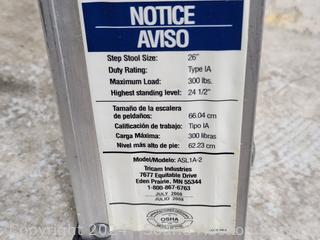 NOTICE
AVISO
Step Stool Size: 26"
Duty Rating: Type IA
Maximum Load: 300 lbs.
Highest standing level: 24 1/2"
Tamaño de la escalera
de peldaños: 66.04 cm
Calificación de trabajo: Tipo IA
Carga Máxima: 300 libras
Nivel más alto de pie: 62.23 cm
Model/Modelo: ASL1A-2
Tricam Industries
7677 Equitable Drive
Eden Prairie, MN 55344
1-800-867-6763
JULY 2008
JULIO 2008
OSHA